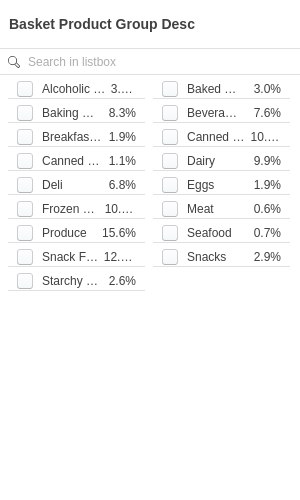 Basket Product Group Desc
Search in listbox
Alcoholic ... 3.... Baked ... 3.0%
Baking ... 8.3% Bevera... 7.6%
Breakfas... 1.9% Canned ... 10....
Canned ... 1.1% Dairy 9.9%
Deli 6.8% Eggs 1.9%
Frozen ... 10.... Meat 0.6%
Produce 15.6% Seafood 0.7%
Snack F... 12.... Snacks 2.9%
Starchy ... 2.6%